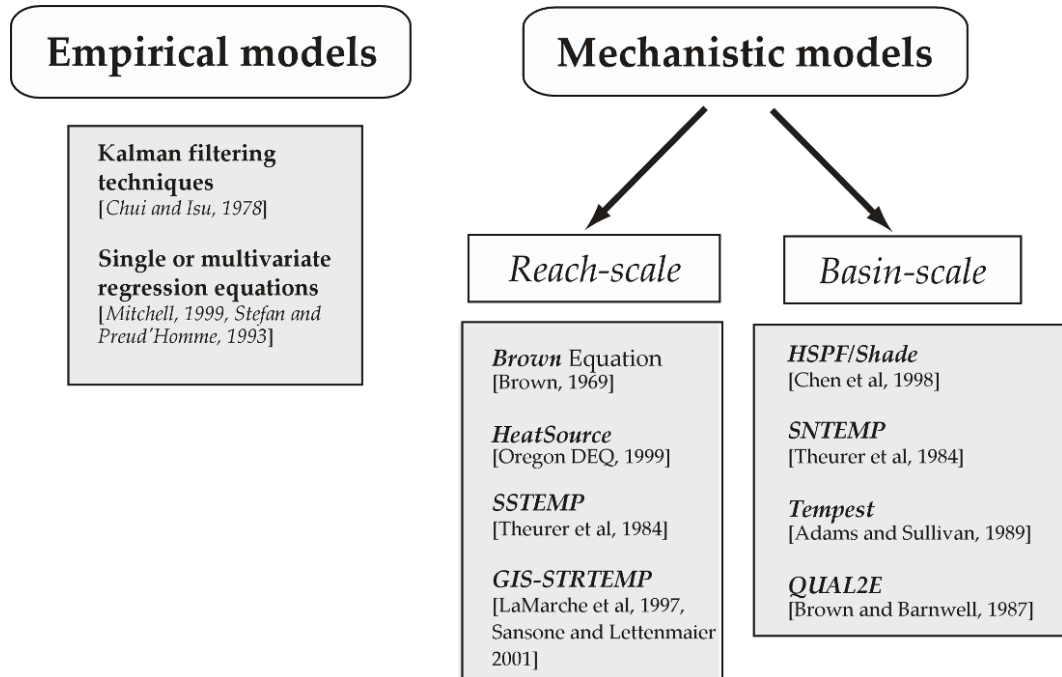 Empirical models
Kalman filtering
techniques
[Chui and Isu, 1978]
Single or multivariate
regression equations
[Mitchell, 1999, Stefan and
Preud'Homme, 1993]
Mechanistic models
Reach-scale
Brown Equation
[Brown, 1969]
HeatSource
[Oregon DEQ, 1999]
SSTEMP
[Theurer et al, 1984]
GIS-STRTEMP
[LaMarche et al, 1997,
Sansone and Lettenmaier
2001]
Basin-scale
HSPF/Shade
[Chen et al, 1998]
SNTEMP
[Theurer et al, 1984]
Tempest
[Adams and Sullivan, 1989]
QUAL2E
[Brown and Barnwell, 1987]